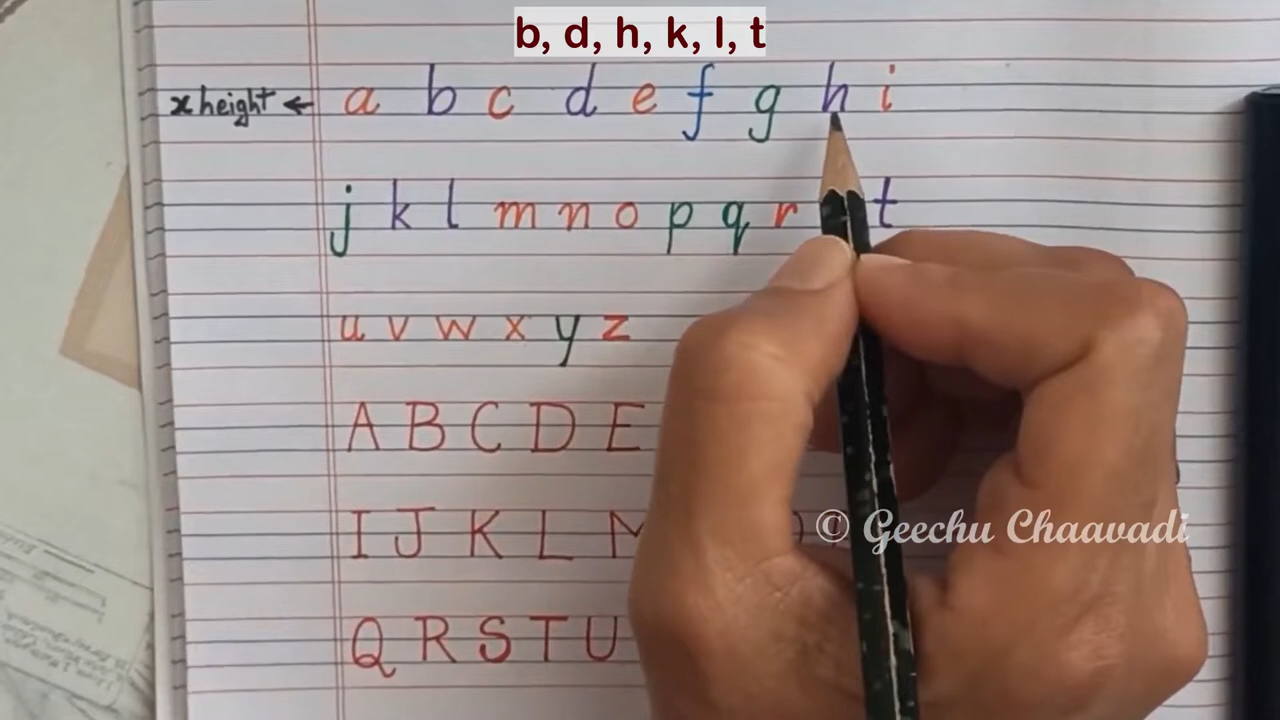 b, d, h, k, l, t
x height ← a b c d e f g h i
j k l m n o p q r t
u v w x y z
A B C D E
I J K L M
© Geechu Chaavadi
Q R S T U